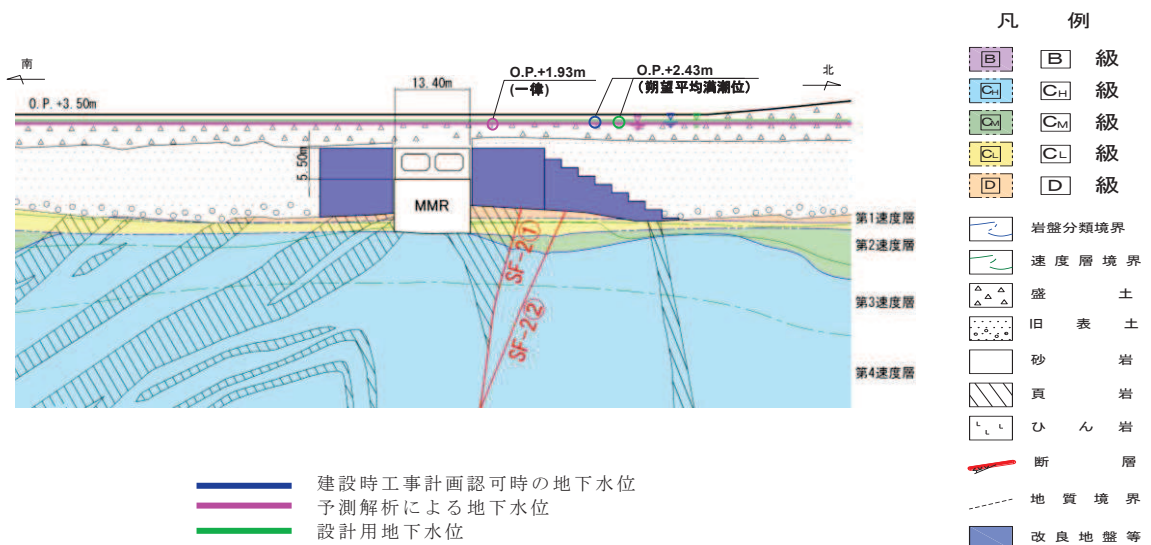 南
13.40m
O.P.+1.93m
(一律)
O.P.+2.43m
(朔望平均満潮位)
北
O.P.+3.50m
5.50m
MMR
SF-2①
SF-2②
第1速度層
第2速度層
第3速度層
第4速度層
建設時工事計画認可時の地下水位
予測解析による地下水位
設計用地下水位
凡 例
B B 級
CH CH 級
CM CM 級
CL CL 級
D D 級
岩盤分類境界
速度層境界
盛土
旧表土
砂岩
頁岩
ひん岩
断層
地質境界
改良地盤等